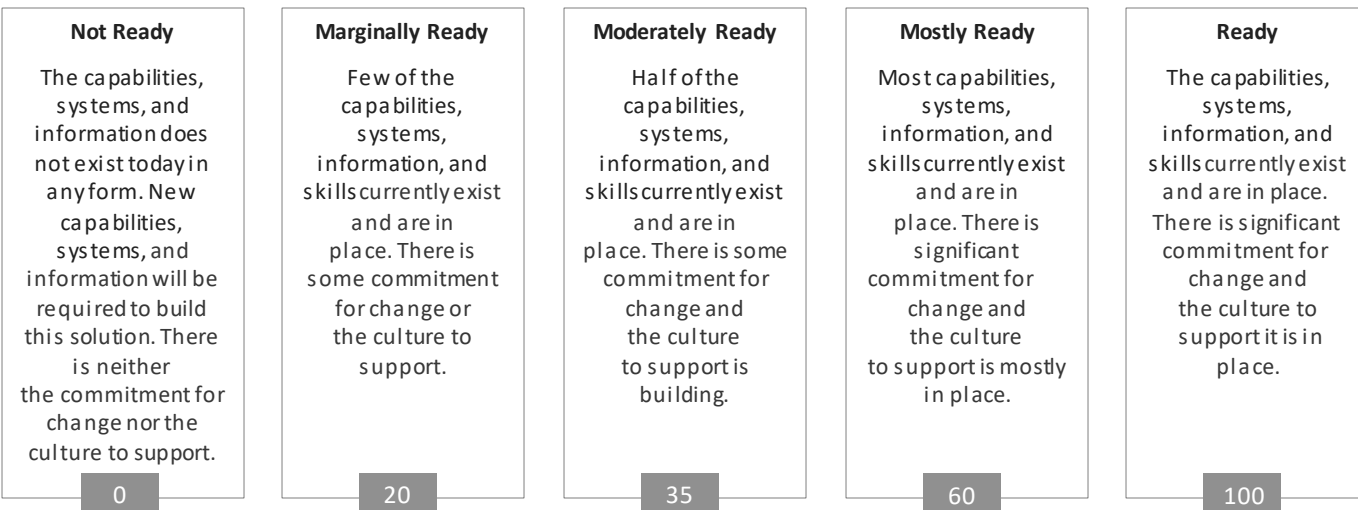 Not Ready
The capabilities,
systems, and
information does
not exist today in
any form. New
capabilities,
systems, and
information will be
required to build
this solution. There
is neither
the commitment for
change nor the
culture to support.
0
Marginally Ready
Few of the
capabilities,
systems,
information, and
skills currently exist
and are in
place. There is
some commitment
for change or
the culture to
support.
20
Moderately Ready
Half of the
capabilities,
systems,
information, and
skills currently exist
and are in
place. There is some
commitment for
change and
the culture
to support is
building.
35
Mostly Ready
Most capabilities,
systems,
information, and
skills currently exist
and are in
place. There is
significant
commitment for
change and
the culture
to support is mostly
in place.
60
Ready
The capabilities,
systems,
information, and
skills currently exist
and are in place.
There is significant
commitment for
change and
the culture to
support it is in
place.
100